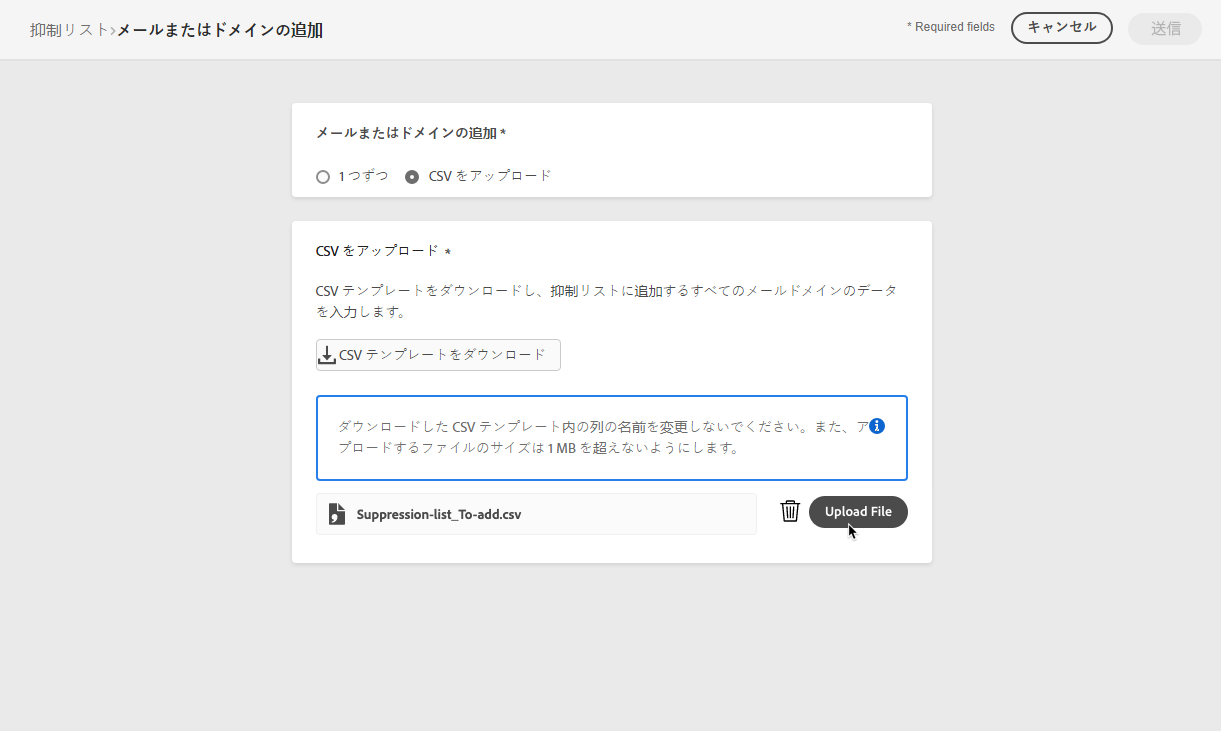 抑制リスト›メールまたはドメインの追加
* Required fields
キャンセル
送信
メールまたはドメインの追加 *
1 つずつ
CSV をアップロード
CSV をアップロード *
CSV テンプレートをダウンロードし、抑制リストに追加するすべてのメールドメインのデータ
を入力します。
CSV テンプレートをダウンロード
ダウンロードした CSV テンプレート内の列の名前を変更しないでください。また、ア
プロードするファイルのサイズは 1 MB を超えないようにします。
Suppression-list_To-add.csv
Upload File